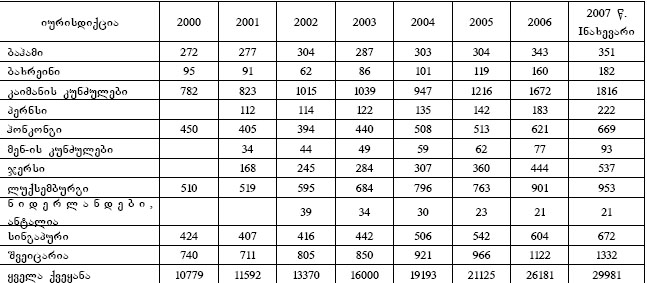 იურისდიქცია 2000 2001 2002 2003 2004 2005 2006 2007 წ. Iნახევარი
ბაჰამი 272 277 304 287 303 304 343 351
ბახრეინი 95 91 62 86 101 119 160 182
კაიმანის კუნძულები 782 823 1015 1039 947 1216 1672 1816
ჰერნსი 112 114 122 135 142 183 222
ჰონკონგი 450 405 394 440 508 513 621 669
მენ-ის კუნძულები 34 44 49 59 62 77 93
ჯერსი 168 245 284 307 360 444 537
ლუქსემბურგი 510 519 595 684 796 763 901 953
ნიდერლანდები, ანტალია 39 34 30 23 21 21
სინგაპური 424 407 416 442 506 542 604 672
შვეიცარია 740 711 805 850 921 966 1122 1332
ყველა ქვეყანა 10779 11592 13370 16000 19193 21125 26181 29981